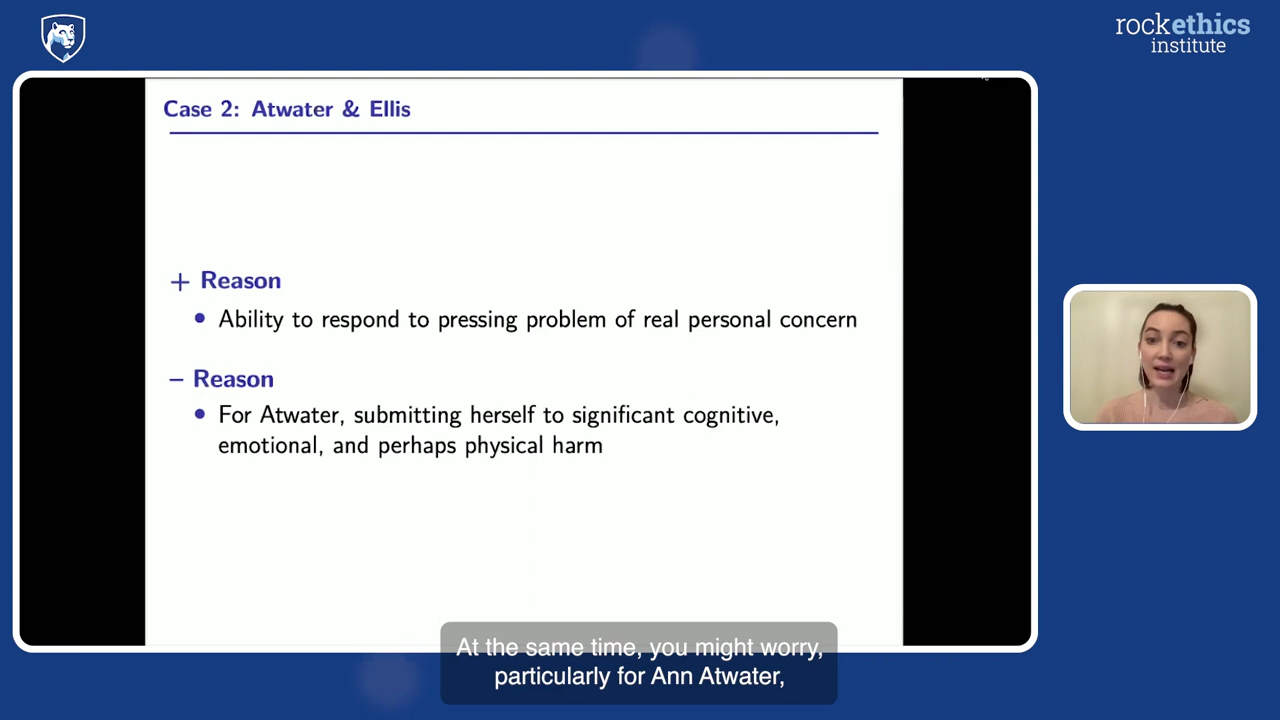 rockethics
institute
Case 2: Atwater & Ellis
+ Reason
• Ability to respond to pressing problem of real personal concern
− Reason
• For Atwater, submitting herself to significant cognitive,
emotional, and perhaps physical harm
At the same time, you might worry,
particularly for Ann Atwater,